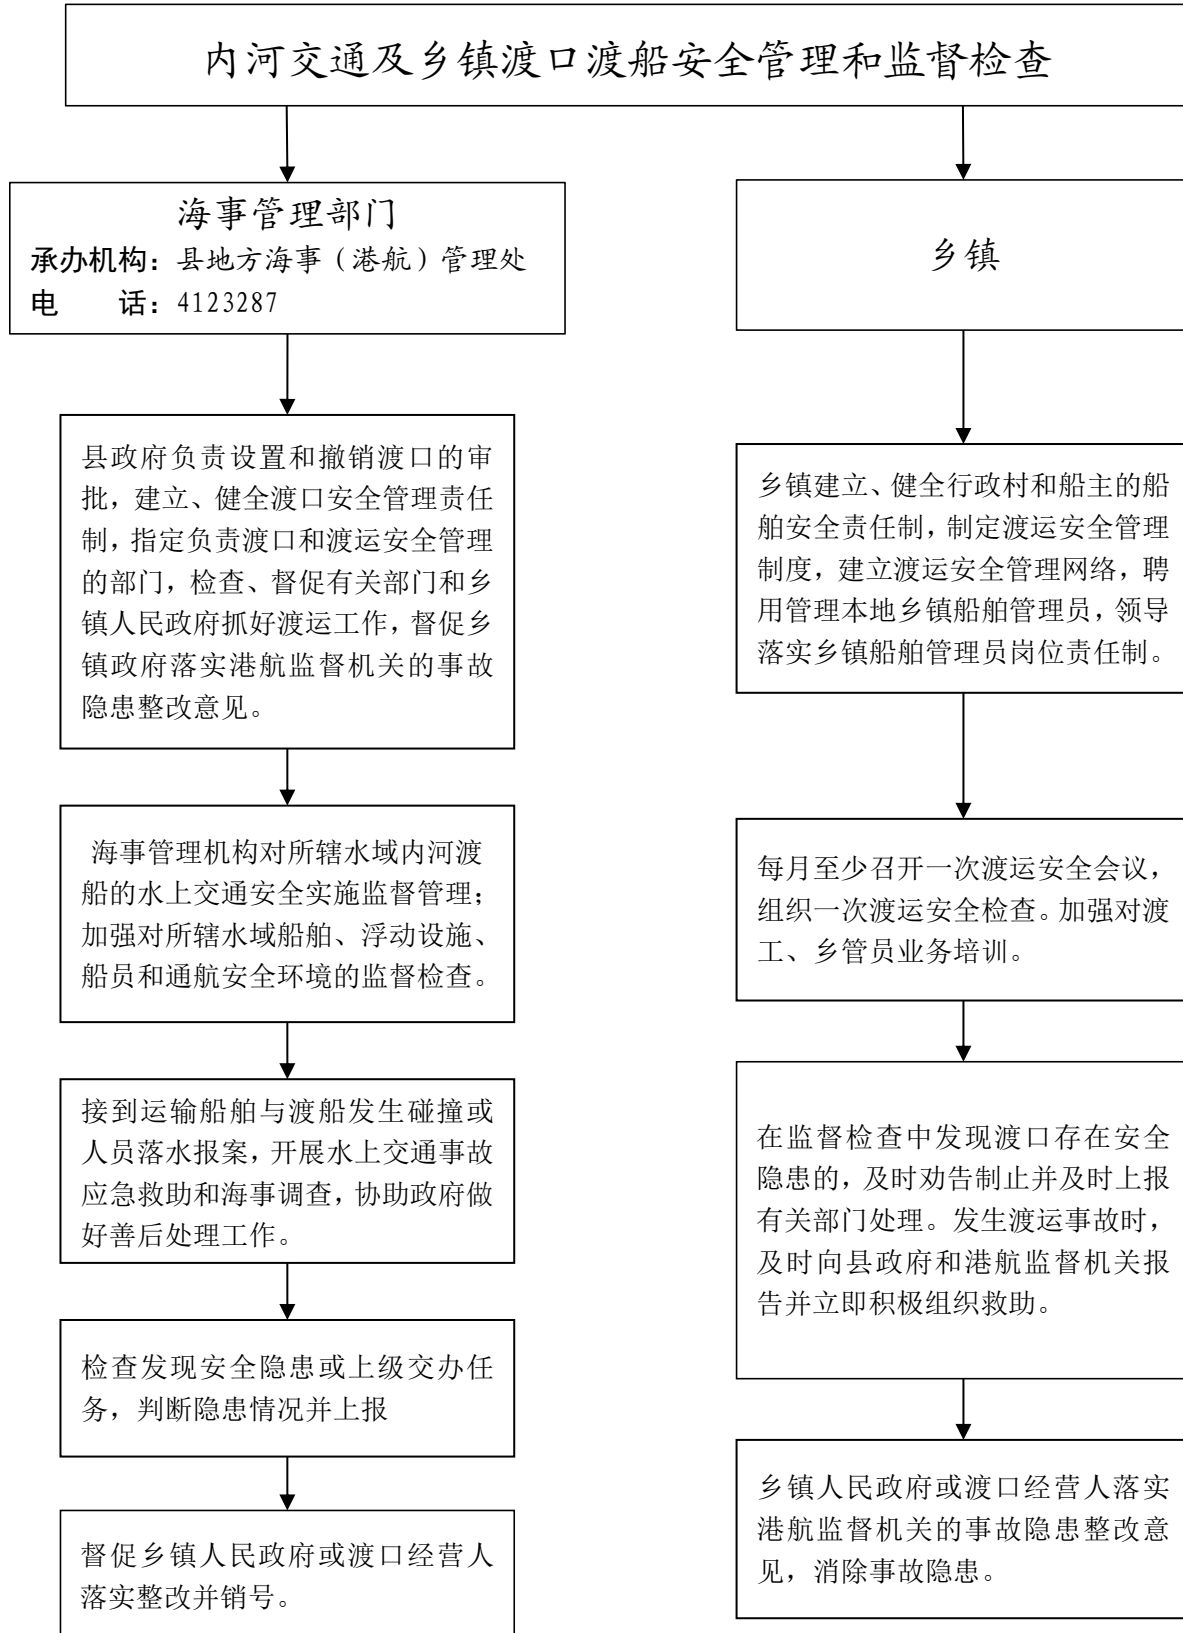 内河交通及乡镇渡口渡船安全管理和监督检查
海事管理部门
承办机构：县地方海事（港航）管理处
电　　话：4123287
县政府负责设置和撤销渡口的审
批，建立、健全渡口安全管理责任
制，指定负责渡口和渡运安全管理
的部门，检查、督促有关部门和乡
镇人民政府抓好渡运工作，督促乡
镇政府落实港航监督机关的事故
隐患整改意见。
海事管理机构对所辖水域内河渡
船的水上交通安全实施监督管理；
加强对所辖水域船舶、浮动设施、
船员和通航安全环境的监督检查。
接到运输船舶与渡船发生碰撞或
人员落水报案，开展水上交通事故
应急救助和海事调查，协助政府做
好善后处理工作。
检查发现安全隐患或上级交办任
务，判断隐患情况并上报
督促乡镇人民政府或渡口经营人
落实整改并销号。
乡镇
乡镇建立、健全行政村和船主的船
舶安全责任制，制定渡运安全管理
制度，建立渡运安全管理网络，聘
用管理本地乡镇船舶管理员，领导
落实乡镇船舶管理员岗位责任制。
每月至少召开一次渡运安全会议，
组织一次渡运安全检查。加强对渡
工、乡管员业务培训。
在监督检查中发现渡口存在安全
隐患的，及时劝告制止并及时上报
有关部门处理。发生渡运事故时，
及时向县政府和港航监督机关报
告并立即积极组织救助。
乡镇人民政府或渡口经营人落实
港航监督机关的事故隐患整改意
见，消除事故隐患。